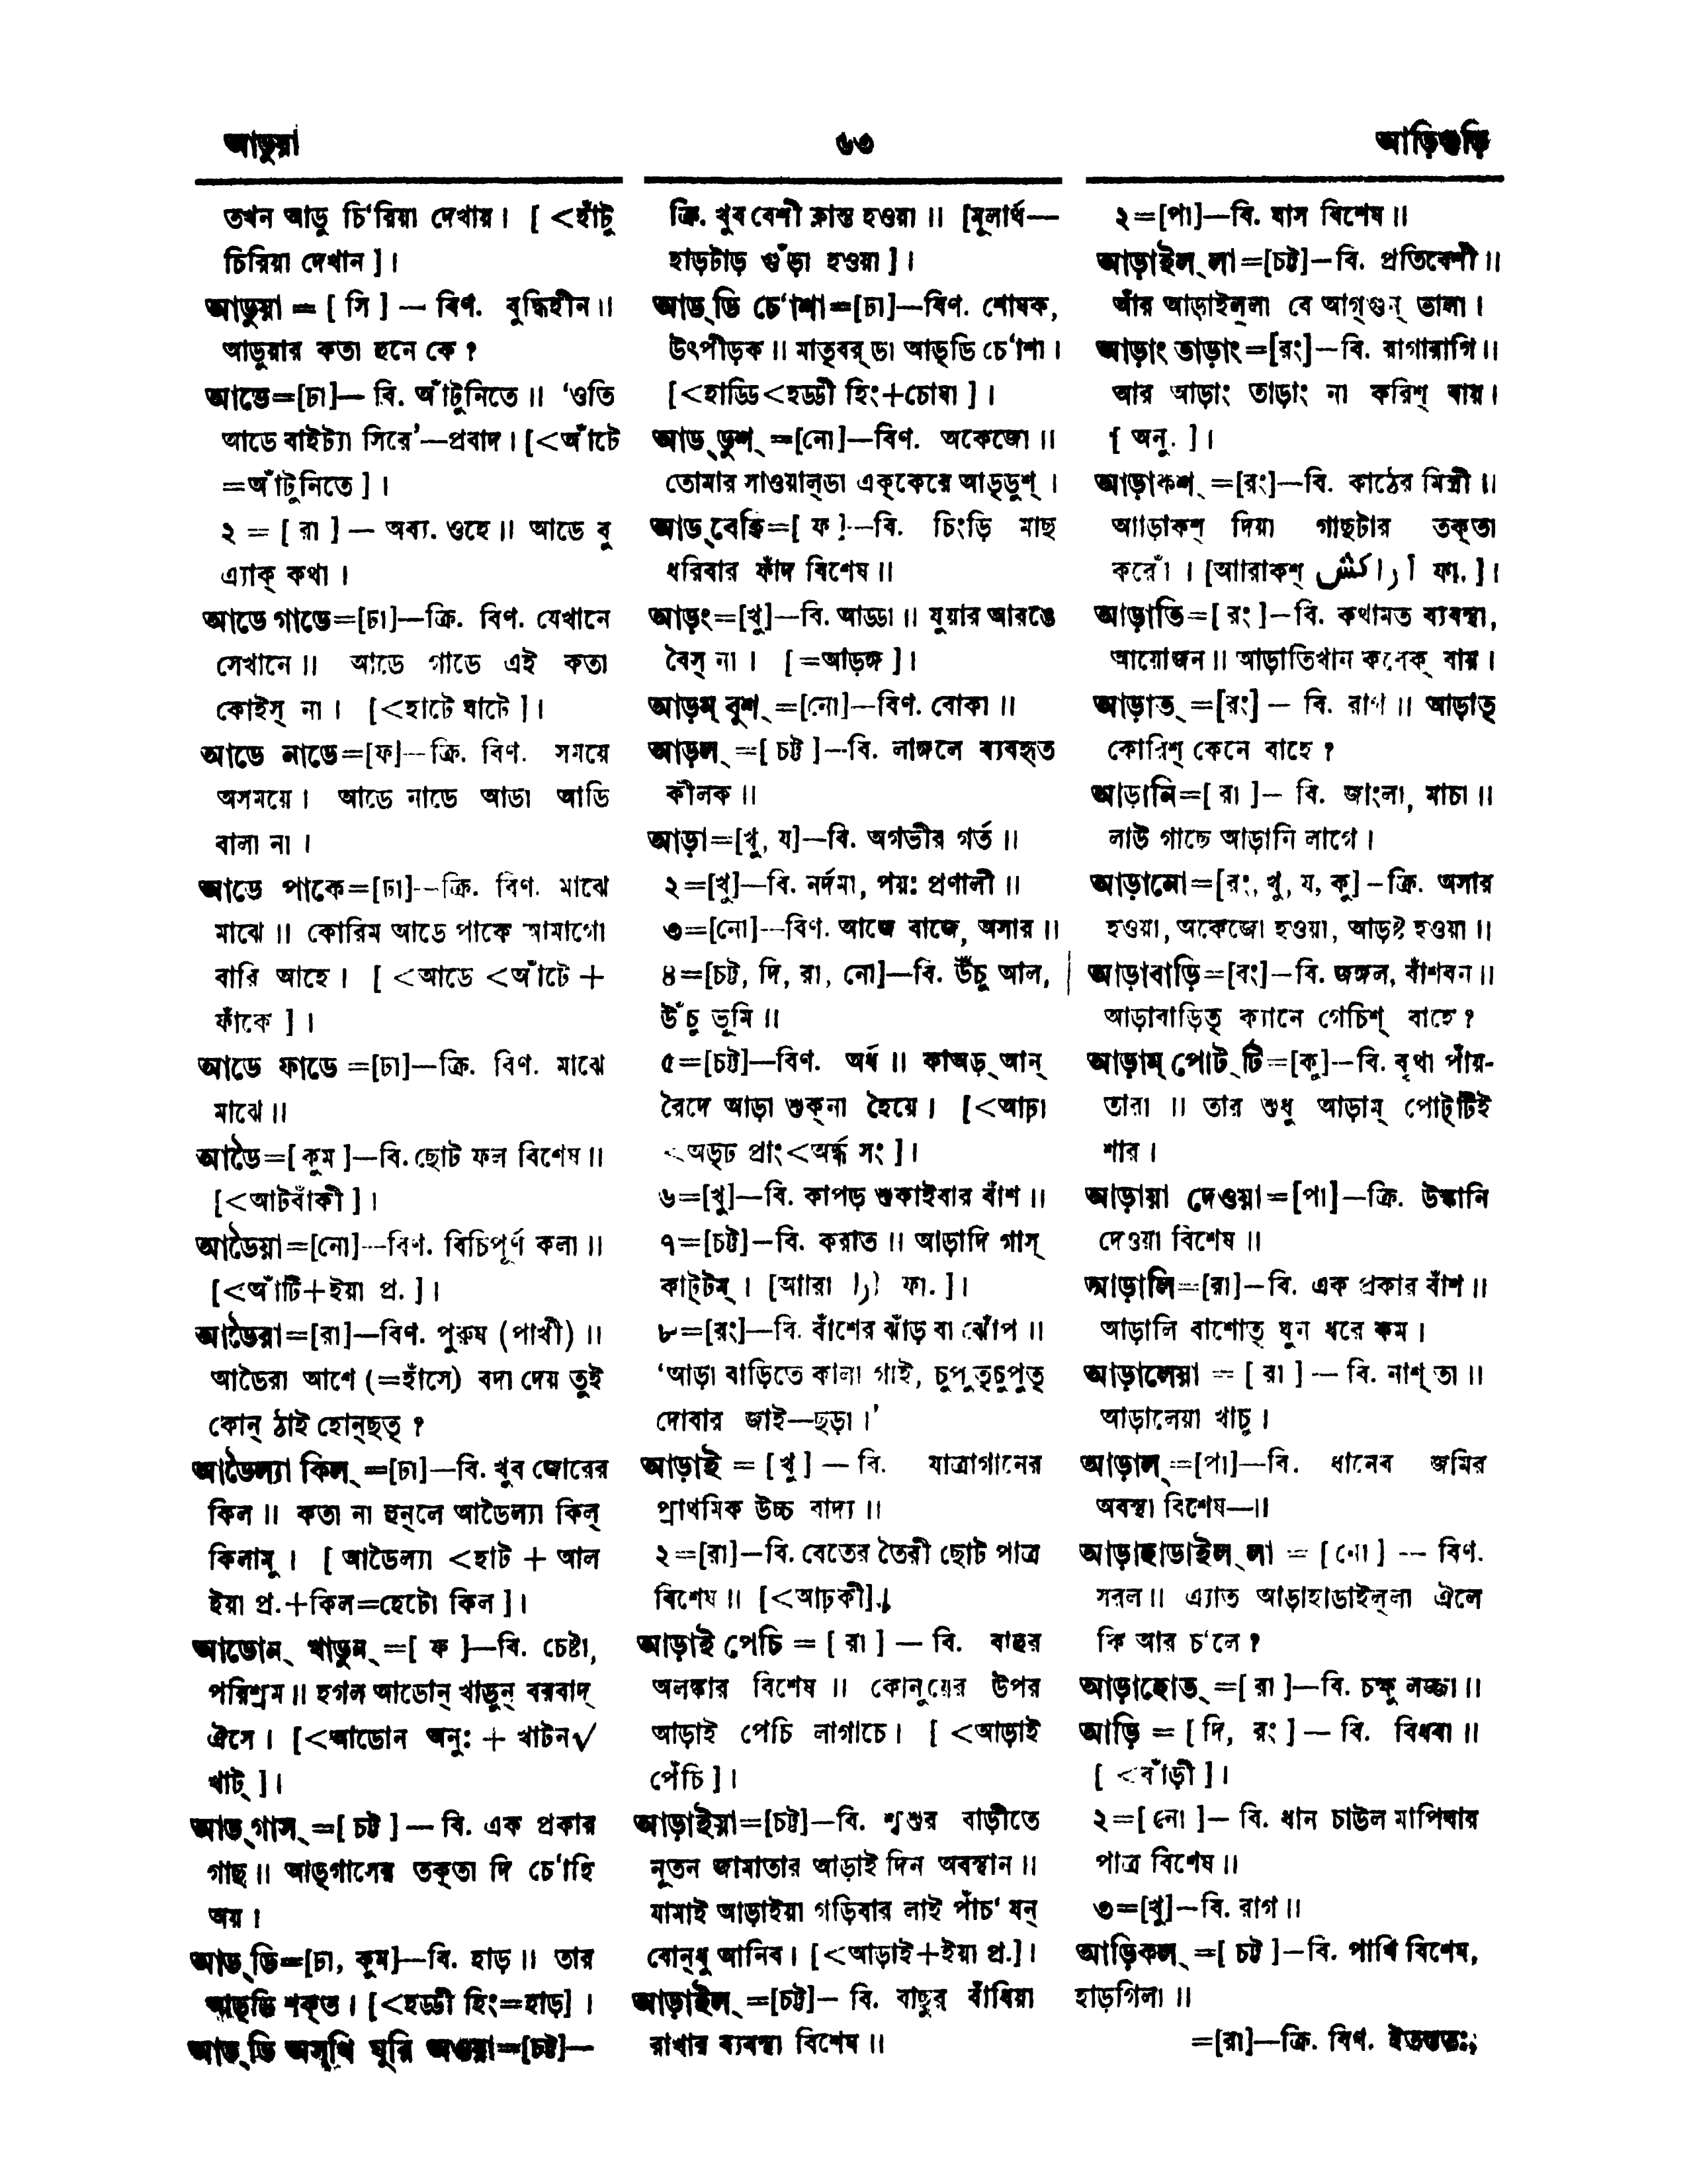 আডুয়া ৬৩ আড়িগুড়ি
তখন আডু চি'রিয়া দেখায়। [ <হাঁটু
চিরিয়া দেখান ]।
আডুয়া = [ সি ] — বিণ. বুদ্ধিহীন॥
আডুয়ার কতা হুনে কে ?
আডে=[ঢা]— বি. আঁটুনিতে॥ ‘ওতি
আডে বাইট্যা সিরে’—প্রবাদ। [<আঁটে
=আঁটুনিতে ]।
২ = [ রা ] — অব্য. ওহে॥ আডে বু
এ্যাক্ কথা।
আডে গাডে=[ঢা]—ক্রি. বিণ. যেখানে
সেখানে॥ আডে গাডে এই কতা
কোইস্ না। [<হাটে ঘাটে ]।
আডে নাডে=[ফ]—ক্রি. বিণ. সময়ে
অসময়ে। আডে নাডে আডা আডি
বালা না।
আডে পাকে=[ঢা]—ক্রি. বিণ. মাঝে
মাঝে॥ কোরিম আডে পাকে আমাগো
বারি আহে। [ <আডে <আঁটে +
ফাঁকে ]।
আডে ফাডে =[ঢা]—ক্রি. বিণ. মাঝে
মাঝে॥
আডৈ=[ কুম ]—বি. ছোট ফল বিশেষ॥
[<আটবাঁকী ]।
আডৈয়া=[নো]—বিণ. বিচিপূর্ণ কলা॥
[<আঁটি+ইয়া প্র. ]।
আডৈরা=[রা]—বিণ. পুরুষ (পাখী)॥
আডৈরা আশে (=হাঁসে) বদা দেয় তুই
কোন্ ঠাই হোন্‌ছত্ ?
আডৈল্যা কিল্ =[ঢা]—বি. খুব জোরের
কিল॥ কতা না হুন্‌লে আডৈল্যা কিল্
কিলামু। [ আডৈল্যা <হাট + আল
ইয়া প্র.+কিল=হেটো কিল ]।
আডোন্ খাডুন্ =[ ফ ]—বি. চেষ্টা,
পরিশ্রম॥ হগল আডোন্ খাডুন্ বরবাদ্
ঐসে। [<আডোন অনু: + খাটন√
খাট্ ]।
আড্‌গাস্ =[ চট্ট ] — বি. এক প্রকার
গাছ॥ আড্‌গাসের তক্‌তা দি চে'াহি
অয়।
আড্‌ডি=[ঢা, কুম]—বি. হাড়॥ তার
আড্‌ডি শক্ত। [<হড্ডী হিং=হাড়]।
আড্‌ডি অস্‌থি ঘুরি অওয়া=[চট্ট]—
ক্রি. খুব বেশী ক্লান্ত হওয়া॥ [মূলার্থ—
হাড়টাড় গুঁড়া হওয়া ]।
আড্‌ডি চে'াশা=[ঢা]—বিণ. শোষক,
উৎপীড়ক॥ মাত্‌বর্ ডা আড্‌ডি চে'াশা।
[<হাড্ডি<হড্ডী হিং+চোষা ]।
আড্‌ডুশ্ =[নো]—বিণ. অকেজো॥
তোমার সাওয়াল্‌ডা এক্‌কেরে আড্‌ডুশ্।
আড্‌বেহি=[ ফ ]—বি. চিংড়ি মাছ
ধরিবার ফাঁদ বিশেষ॥
আড়ং=[খু]—বি. আড্ডা॥ যুয়ার আরঙে
বৈস্ না। [=আড়ঙ্গ ]।
আড়ম্ বুশ্ =[নো]—বিণ. বোকা॥
আড়ল্ =[ চট্ট ]—বি. লাঙ্গলে ব্যবহৃত
কীলক॥
আড়া=[খু, য]—বি. অগভীর গর্ত॥
২=[খু]—বি. নর্দমা, পয়: প্রণালী॥
৩=[নো]—বিণ. আজে বাজে, অসার॥
৪=[চট্ট, দি, রা, নো]—বি. উঁচু আল,
উঁচু ভূমি॥
৫=[চট্ট]—বিণ. অর্ধ॥ কাঅড়্ আন্
রৈদে আড়া শুক্‌না হৈয়ে। [<আঢ়া
<অড্‌ঢ প্রাং<অর্দ্ধ সং ]।
৬=[খু]—বি. কাপড় শুকাইবার বাঁশ॥
৭=[চট্ট]—বি. করাত॥ আড়াদি গাস্
কাট্‌টম্। [আারা اره ফা. ]।
৮=[রং]—বি. বাঁশের ঝাঁড় বা ঝোঁপ॥
‘আড়া বাড়িতে কালা গাই, চুপুত্‌চুপুত্
দোবার জাই—ছড়া।’
আড়াই = [ খু ] — বি. যাত্রাগানের
প্রাথমিক উচ্চ বাদ্য॥
২=[রা]—বি. বেতের তৈরী ছোট পাত্র
বিশেষ॥ [<আঢ়কী]।
আড়াই পেচি = [ রা ] — বি. বাহুর
অলঙ্কার বিশেষ॥ কোনুয়ের উপর
আড়াই পেচি লাগাচে। [ <আড়াই
পেঁচি ]।
আড়াইয়া=[চট্ট]—বি. শ্বশুর বাড়ীতে
নূতন জামাতার আড়াই দিন অবস্থান॥
যামাই আড়াইয়া গড়িবার লাই পাঁচ' যন্
বোন্‌ধু আনিব। [<আড়াই+ইয়া প্র.]।
আড়াইল্ =[চট্ট]— বি. বাছুর বাঁধিয়া
রাখার ব্যবস্থা বিশেষ॥
২=[পা]—বি. ঘাস বিশেষ॥
আড়াইল্ লা=[চট্ট]—বি. প্রতিবেশী॥
আঁর আড়াইল্‌লা বে আগ্‌গুন্ তালা।
আড়াং তাড়াং=[রং]—বি. রাগারাগি॥
আর আড়াং তাড়াং না করিশ্ বায়।
[ অনু. ]।
আড়াকশ্ =[রং]—বি. কাঠের মিস্ত্রী॥
আাড়াকশ্ দিয়া গাছটার তক্‌তা
করোঁ। [আারাকশ্ آراکش ফা. ]।
আড়াতি=[ রং ]—বি. কথামত ব্যবস্থা,
আয়োজন॥ আড়াতিখান কনেক্ বায়।
আড়াত্ =[রং] — বি. রাগ॥ আড়াত্
কোরিশ্ কেনে বাহে ?
আড়ানি=[ রা ]— বি. জাংলা, মাচা॥
লাউ গাচে আড়ানি লাগে।
আড়ানো=[রং, খু, য, কু]—ক্রি. অসার
হওয়া, অকেজো হওয়া, আড়ষ্ট হওয়া॥
আড়াবাড়ি=[রং]—বি. জঙ্গল, বাঁশবন॥
আড়াবাড়িত্ ক্যানে গেচিশ্ বাহে ?
আড়াম্ পোট্‌টি=[কু]—বি. বৃথা পাঁয়-
তারা॥ তার শুধু আড়াম্ পোট্‌টিই
শার।
আড়ায়া দেওয়া=[পা]—ক্রি. উস্কানি
দেওয়া বিশেষ॥
আড়ালি=[রা]—বি. এক প্রকার বাঁশ॥
আড়ালি বাশোত্ ঘুন ধরে কম।
আড়ালেয়া = [ রা ] — বি. নাশ্‌তা॥
আড়ালেয়া খাচু।
আড়াল্ =[পা]—বি. ধানের জমির
অবস্থা বিশেষ—॥
আড়াহাডাইল্ লা = [ নো ] — বিণ.
সরল॥ এ্যাত আড়াহাডাইল্‌লা ঐলে
কি আর চ'লে ?
আড়াহোত্ =[ রা ]—বি. চক্ষু লজ্জা॥
আড়ি = [ দি, রং ] — বি. বিধবা॥
[ <রাঁড়ী ]।
২=[ নো ]— বি. ধান চাউল মাপিবার
পাত্র বিশেষ॥
৩=[খু]—বি. রাগ॥
আড়িকল্ =[ চট্ট ]—বি. পাখি বিশেষ,
হাড়গিলা॥
=[রা]—ক্রি. বিণ. ইতস্তত:;